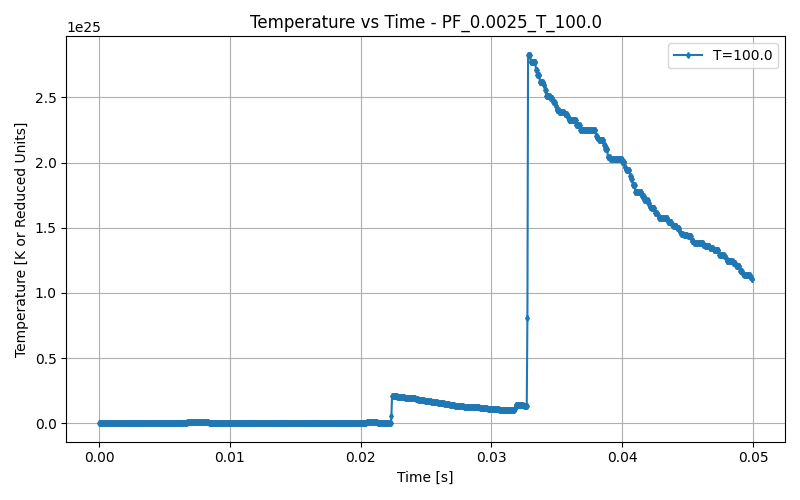 Temperature vs Time - PF_0.0025_T_100.0
1e25
T=100.0
2.5
2.0
1.5
1.0
0.5
0.0
Temperature [K or Reduced Units]
0.00 0.01 0.02 0.03 0.04 0.05
Time [s]